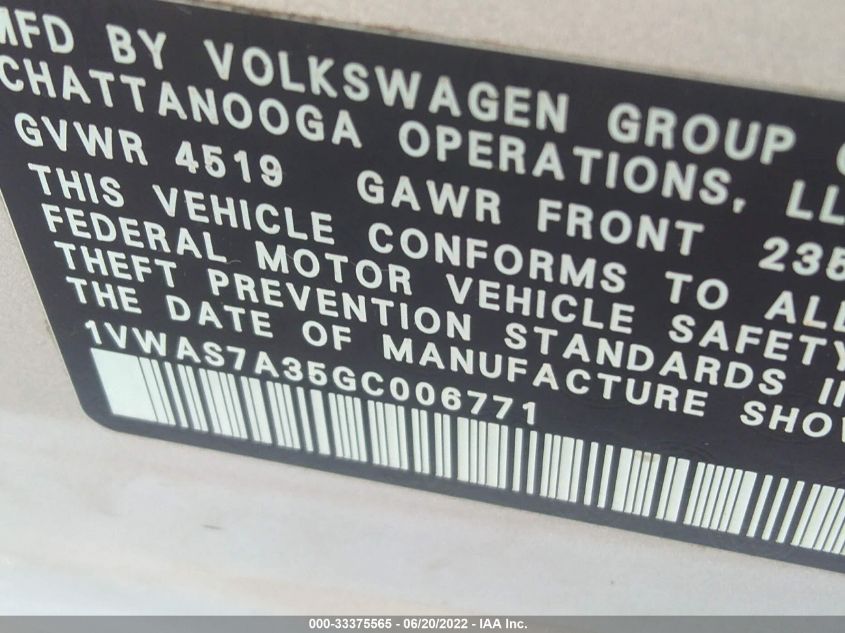 MFD BY VOLKSWAGEN GROUP
CHATTANOOGA OPERATIONS, LL
GVWR 4519 GAWR FRONT 235
THIS VEHICLE CONFORMS TO ALL
FEDERAL MOTOR VEHICLE SAFETY
THEFT PREVENTION STANDARDS I
THE DATE OF MANUFACTURE SHO
1VWAS7A35GC006771
000-33375565 - 06/20/2022 - IAA Inc.